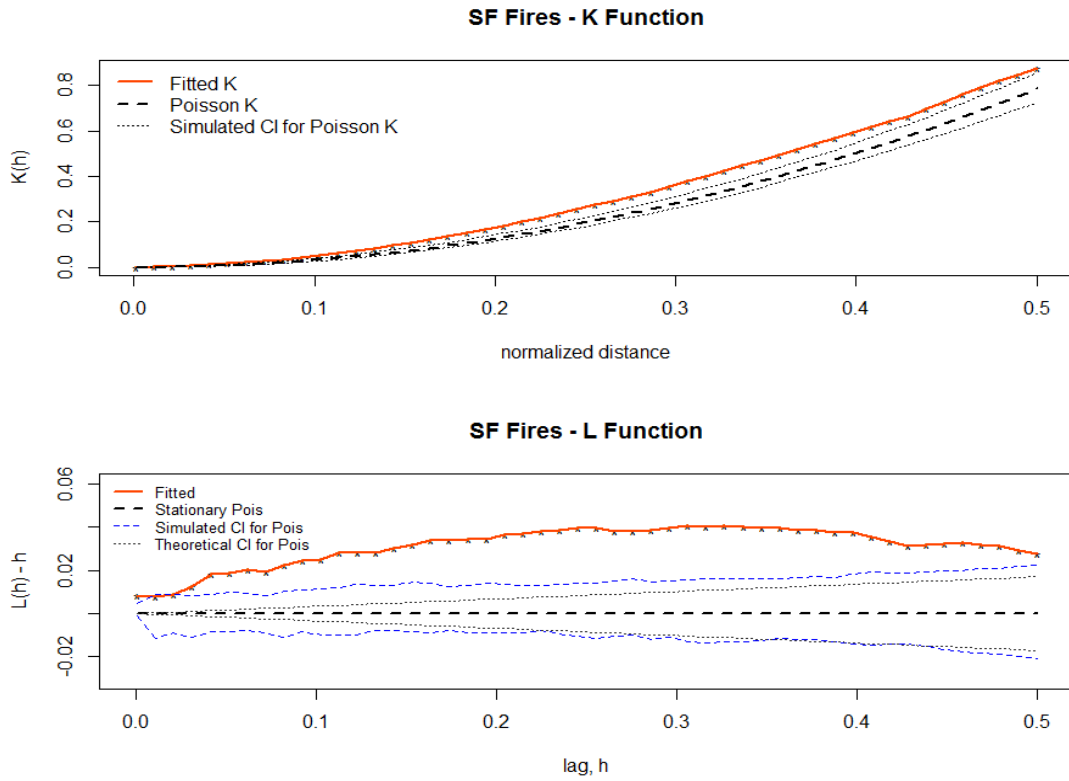 SF Fires - K Function
K(h)
0.0 0.2 0.4 0.6 0.8
Fitted K
Poisson K
Simulated CI for Poisson K
0.0 0.1 0.2 0.3 0.4 0.5
normalized distance
SF Fires - L Function
L(h) - h
-0.02 0.02 0.06
Fitted
Stationary Pois
Simulated CI for Pois
Theoretical CI for Pois
0.0 0.1 0.2 0.3 0.4 0.5
lag, h